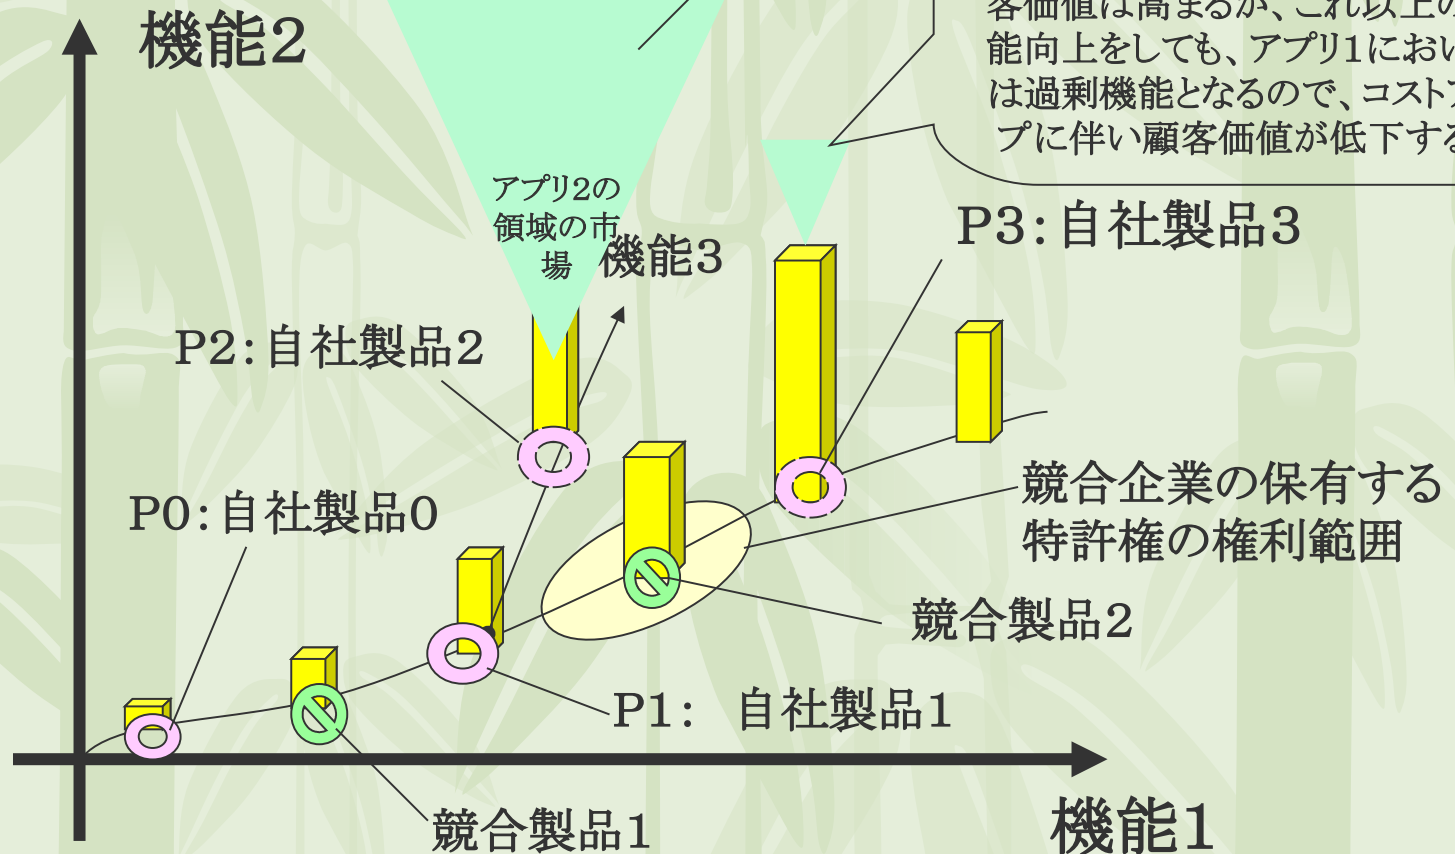 機能2
客価値は高まるが、これ以上の
能向上をしても、アプリ1におい
は過剰機能となるので、コスト
プに伴い顧客価値が低下する
アプリ2の
領域の市
場
機能3
P3:自社製品3
P2:自社製品2
P0:自社製品0
競合企業の保有する
特許権の権利範囲
競合製品2
P1: 自社製品1
競合製品1
機能1